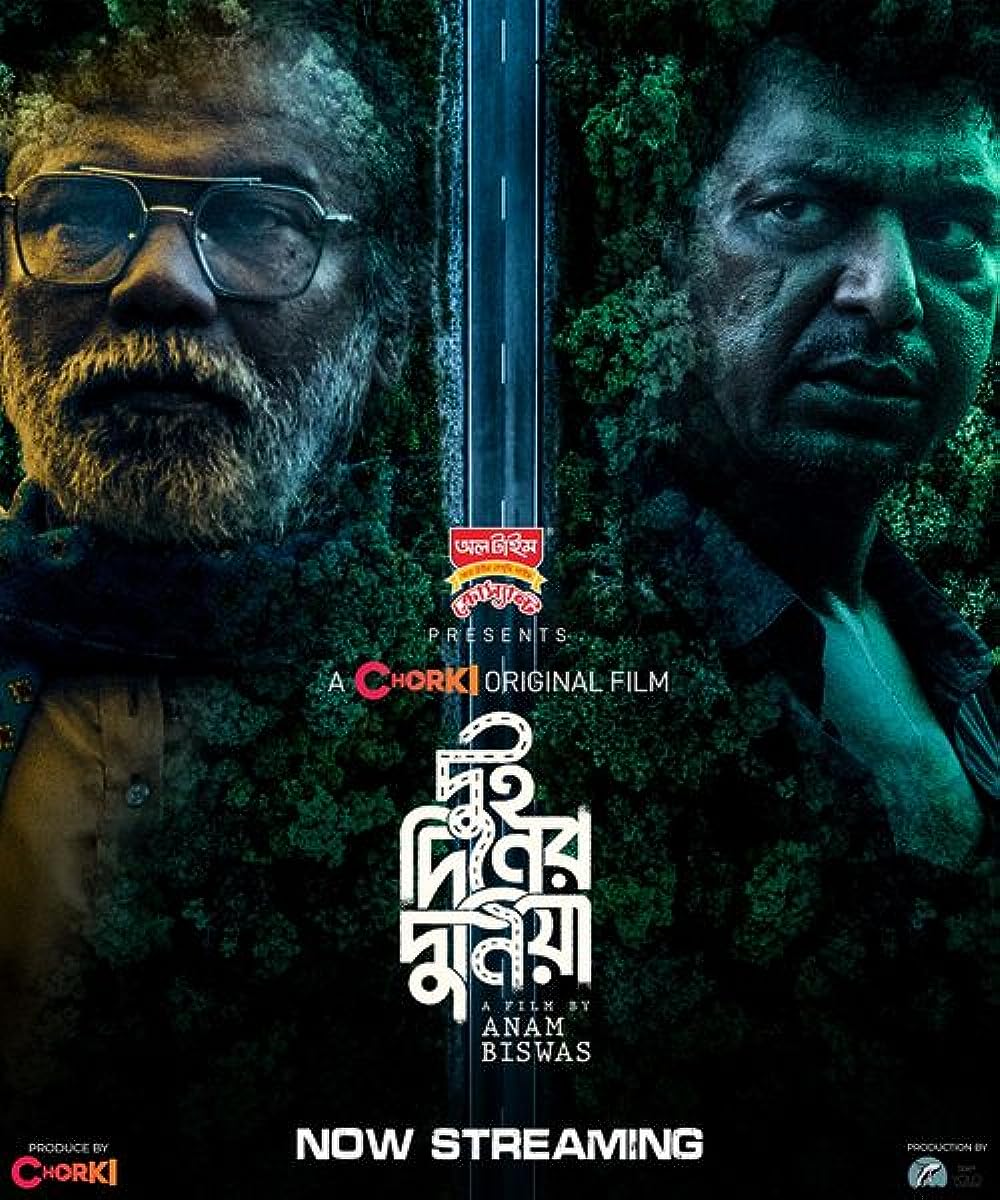 অলটাইম
PRESENTS
A CHORKI ORIGINAL FILM
দুই
দিনের
দুনিয়া
A FILM BY
ANAM
BISWAS
NOW STREAMING
PRODUCE BY
CHORKI
PRODUCTION BY